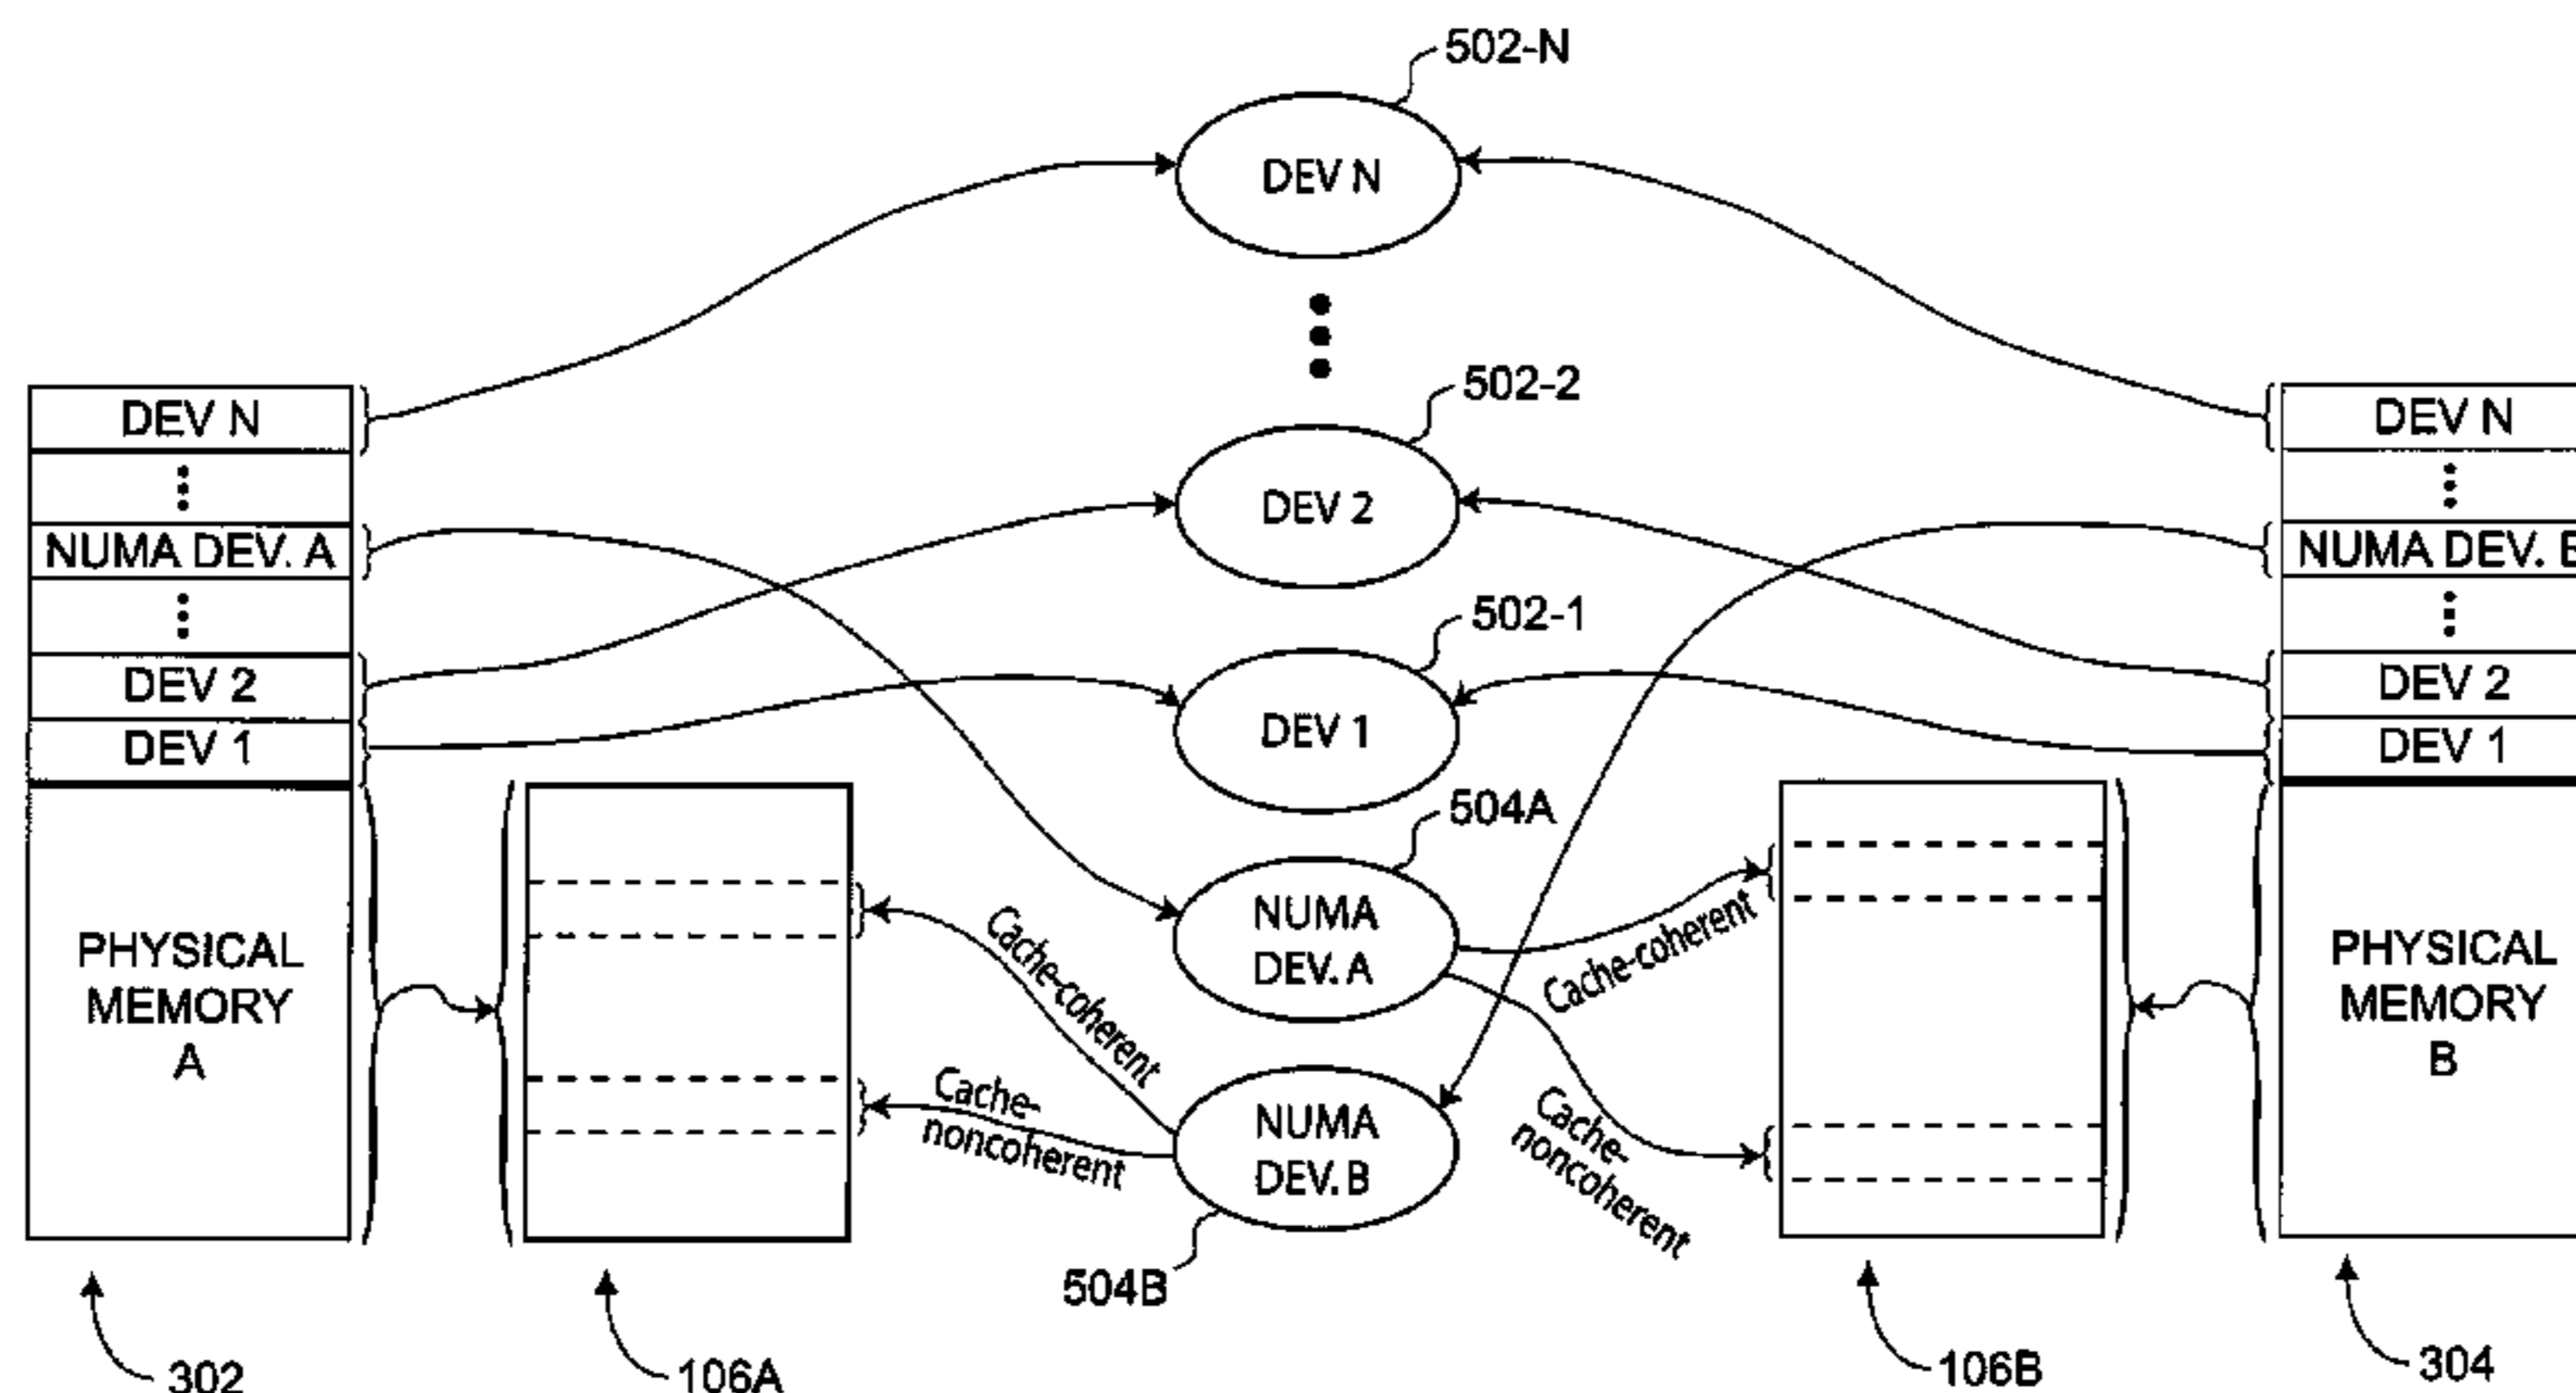 502-N
DEV N
502-2
DEV N
DEV N
DEV 2
NUMA DEV. A
NUMA DEV. B
502-1
DEV 2
DEV 2
DEV 1
DEV 1
DEV 1
504A
NUMA
DEV. A
Cache-coherent
Cache-coherent
PHYSICAL
MEMORY
A
PHYSICAL
MEMORY
B
Cache-
noncoherent
NUMA
DEV. B
Cache-
noncoherent
504B
302
106A
106B
304